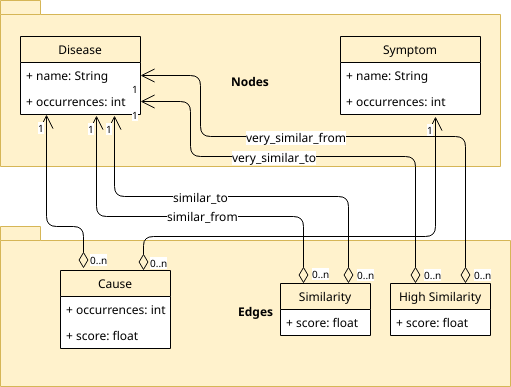 Disease
+ name: String
+ occurrences: int
Symptom
+ name: String
+ occurrences: int
Nodes
1
1
1
1
1
1
very_similar_from
very_similar_to
similar_to
similar_from
0..n
0..n
0..n
0..n
0..n
0..n
Cause
+ occurrences: int
+ score: float
Edges
Similarity
+ score: float
High Similarity
+ score: float